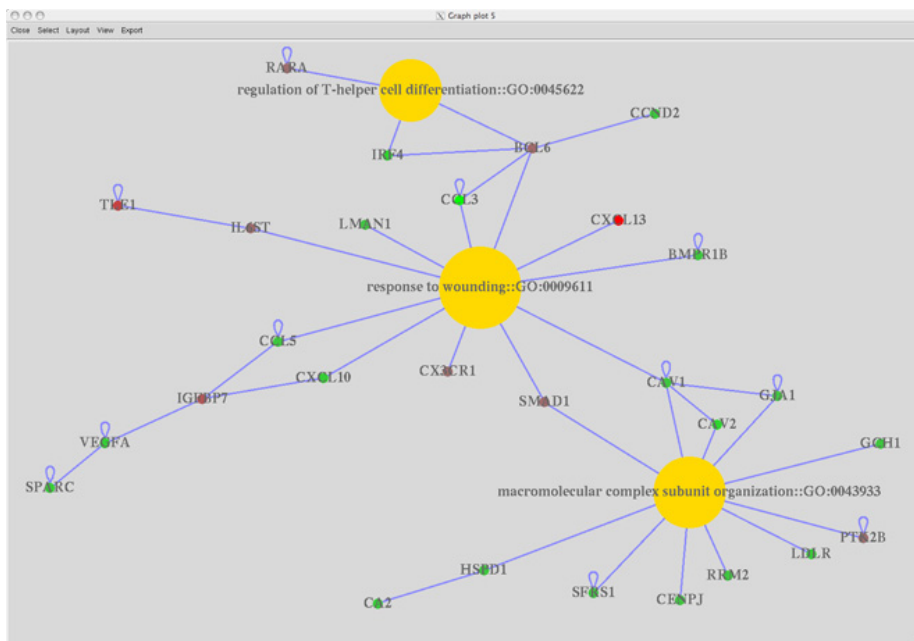 Graph plot 5
Close Select Layout View Export
RARA
regulation of T-helper cell differentiation::GO:0045622
CCND2
IRF4
BCL6
CCL3
TLE1
IL6ST
LMAN1
CXCL13
BMPR1B
response to wounding::GO:0009611
CCL5
CXCL10
CX3CR1
CAV1
GJA1
IGFBP7
SMAD1
CAV2
VEGFA
GCH1
SPARC
macromolecular complex subunit organization::GO:0043933
PTK2B
LDLR
HSPD1
RRM2
SFRS1
CENPJ
CA2